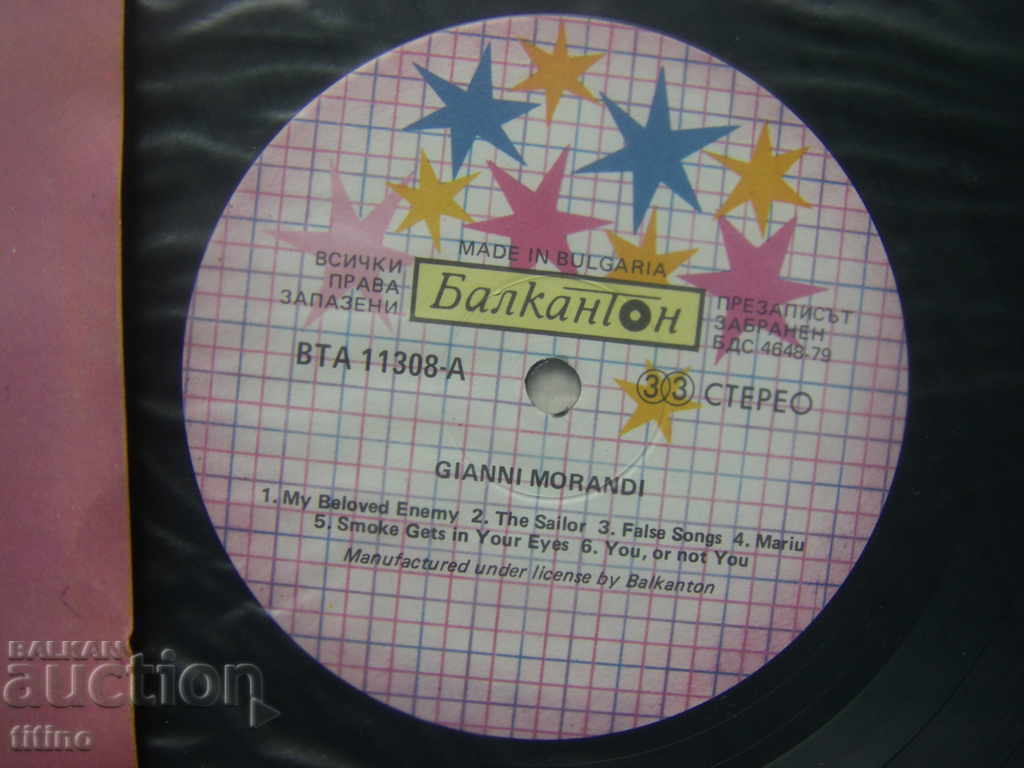 MADE IN BULGARIA
БалканТон
ВСИЧКИ
ПРАВА
ЗАПАЗЕНИ
ПРЕЗАПИСЪТ
ЗАБРАНЕН
БДС 4648-79
ВТА 11308-А
33 СТЕРЕО
GIANNI MORANDI
1. My Beloved Enemy 2. The Sailor 3. False Songs 4. Mariu
5. Smoke Gets in Your Eyes 6. You, or not You
Manufactured under license by Balkanton
BALKAN
auction
titino